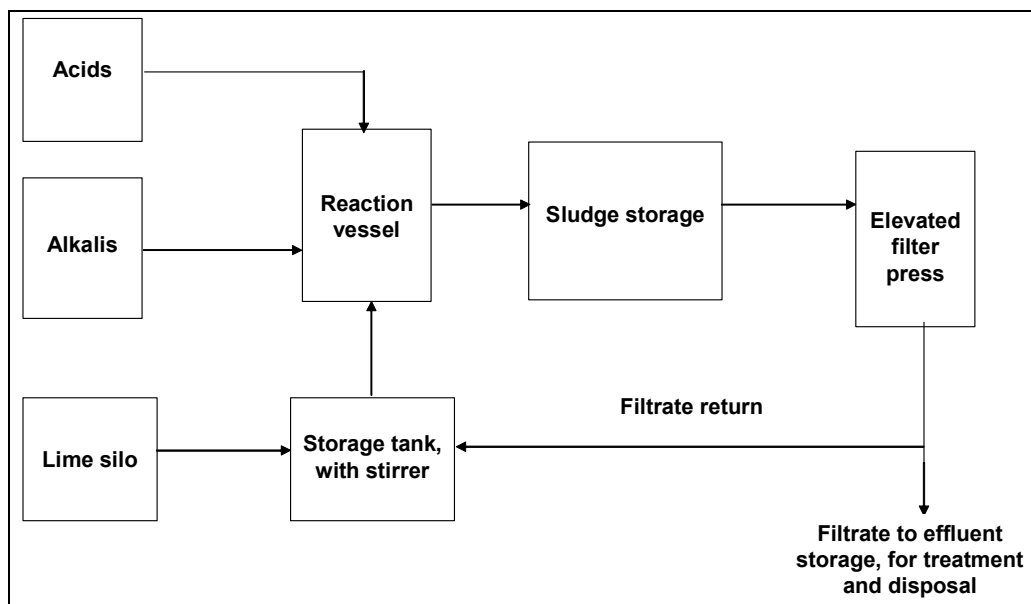 Acids
Reaction
vessel
Sludge storage
Elevated
filter
press
Alkalis
Filtrate return
Lime silo
Storage tank,
with stirrer
Filtrate to effluent
storage, for treatment
and disposal